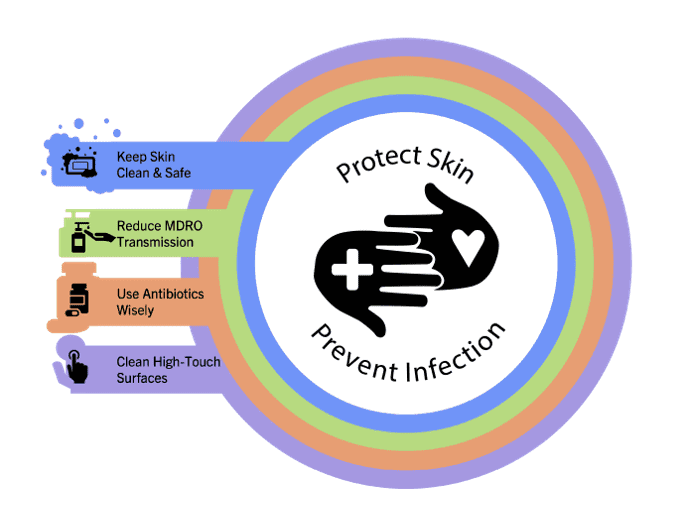 Keep Skin
Clean & Safe
Reduce MDRO
Transmission
Use Antibiotics
Wisely
Clean High-Touch
Surfaces
Protect Skin
Prevent Infection